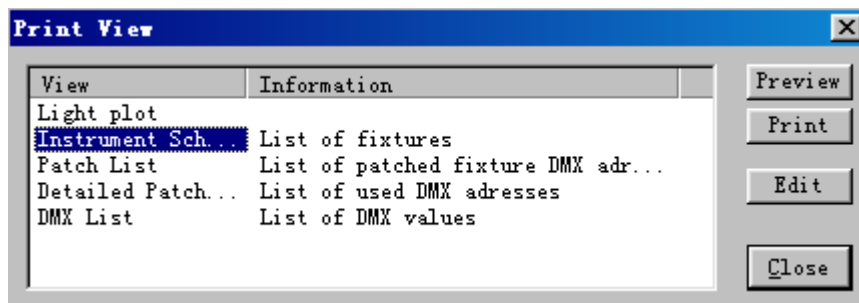 Print View
View Information
Preview
Light plot
Instrument Sch... List of fixtures
Print
Patch List List of patched fixture DMX adr...
Detailed Patch... List of used DMX adresses
Edit
DMX List List of DMX values
Close